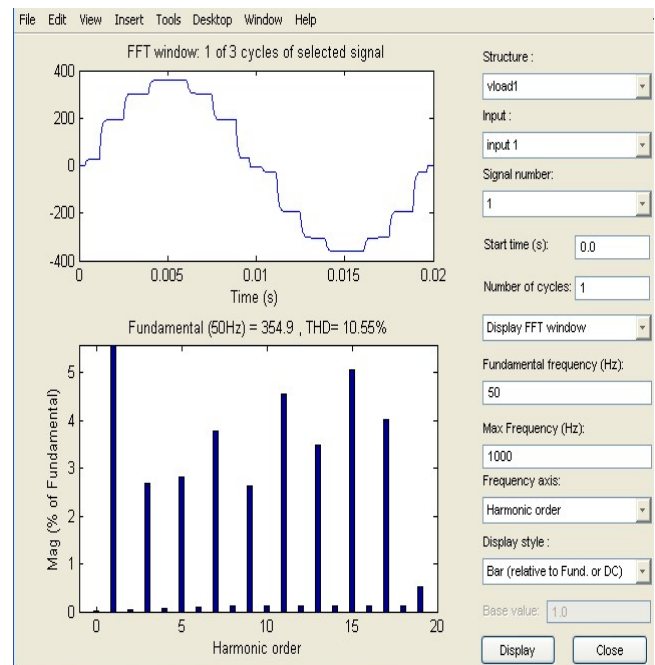 File Edit View Insert Tools Desktop Window Help
FFT window: 1 of 3 cycles of selected signal
400
200
0
-200
-400
0 0.005 0.01 0.015 0.02
Time (s)
Fundamental (50Hz) = 354.9 , THD= 10.55%
Mag (% of Fundamental)
5
4
3
2
1
0
0 5 10 15 20
Harmonic order
Structure :
vload1
Input :
input 1
Signal number:
1
Start time (s): 0.0
Number of cycles: 1
Display FFT window
Fundamental frequency (Hz):
50
Max Frequency (Hz):
1000
Frequency axis:
Harmonic order
Display style :
Bar (relative to Fund. or DC)
Base value: 1.0
Display Close